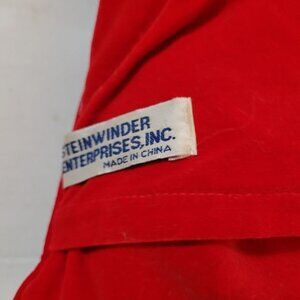 STEINWINDER
ENTERPRISES, INC.
MADE IN CHINA